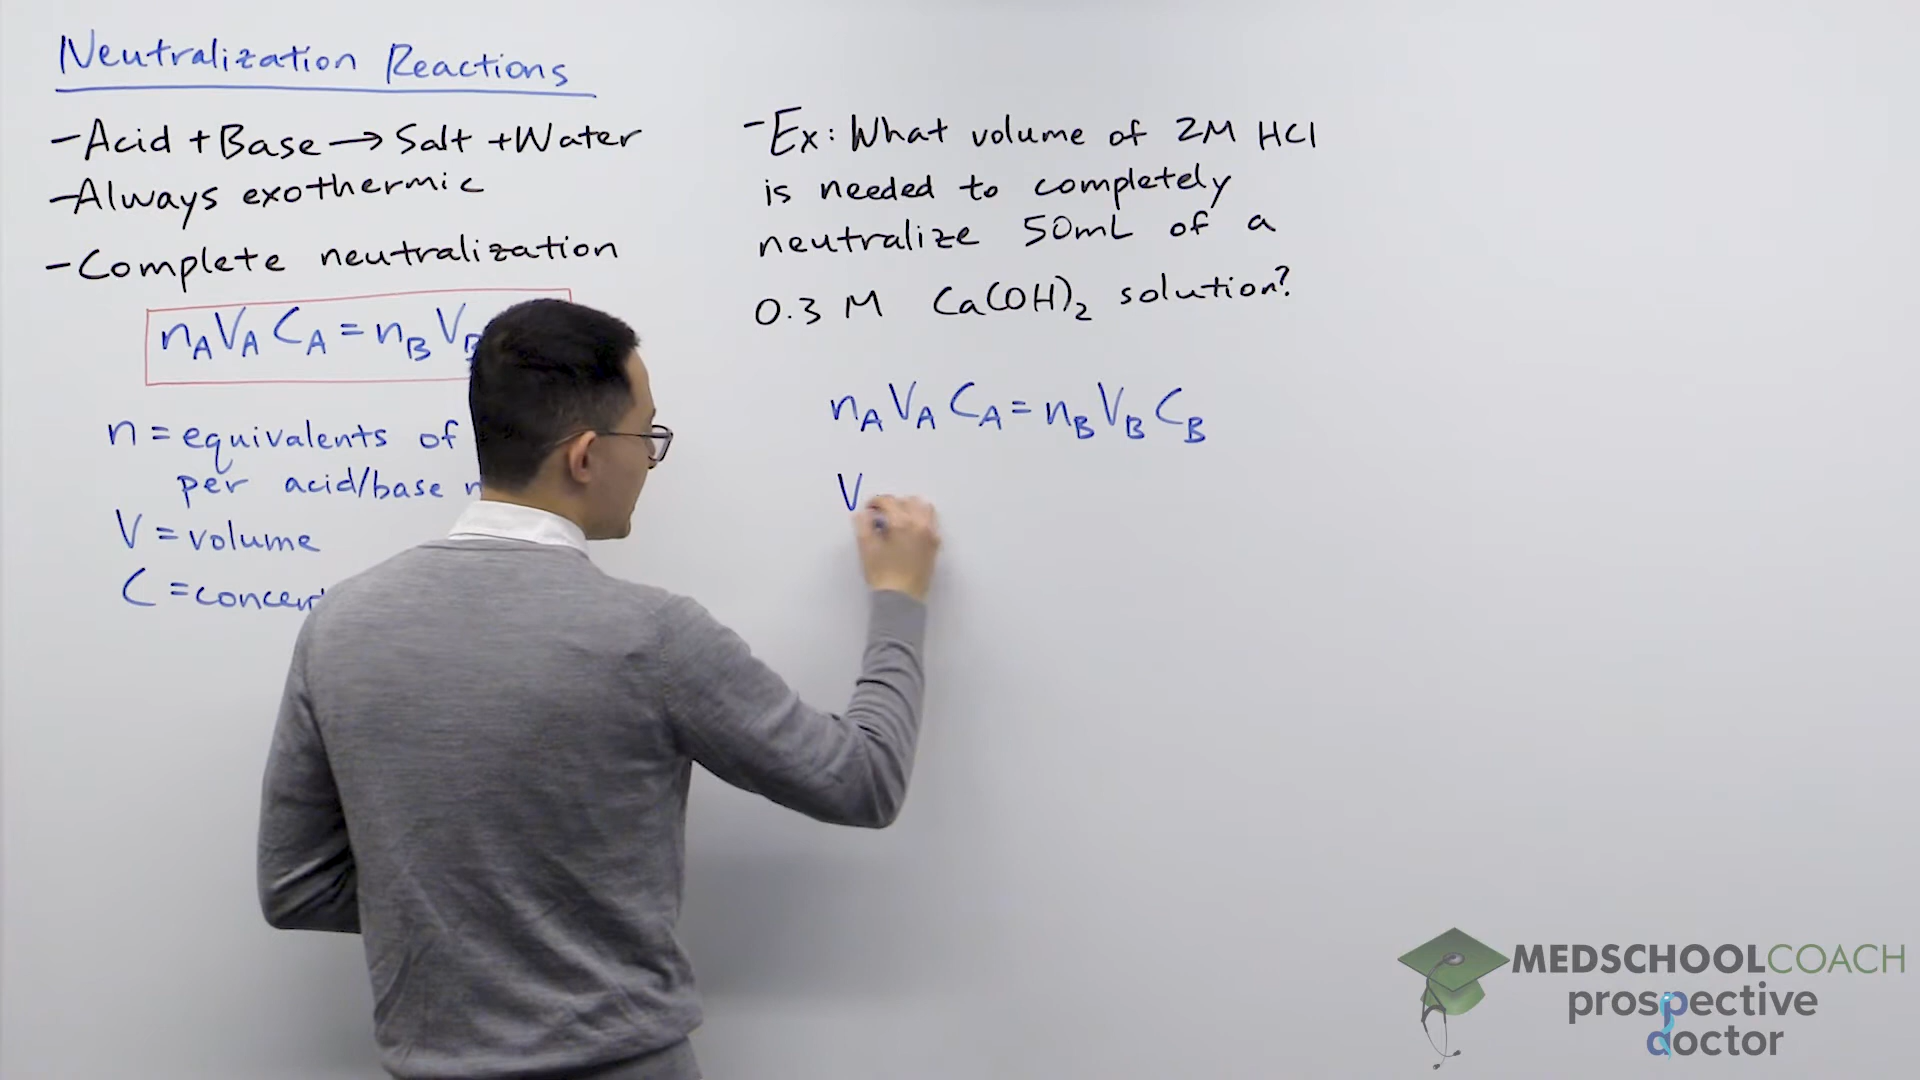 Neutralization Reactions
-Acid + Base → Salt + Water
-Always exothermic
-Complete neutralization
nAVACA = nBVB
n = equivalents of
per acid/base
V = volume
C =
-Ex: What volume of 2M HCl
is needed to completely
neutralize 50mL of a
0.3 M Ca(OH)2 solution?
nAVACA = nBVBCB
V
MEDSCHOOLCOACH
prospective
doctor